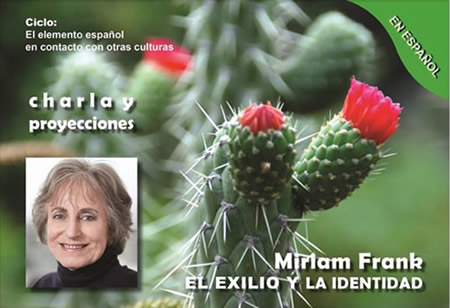 Ciclo:
El elemento español
en contacto con otras culturas
EN ESPAÑOL
charla y
proyecciones
Miriam Frank
EL EXILIO Y LA IDENTIDAD